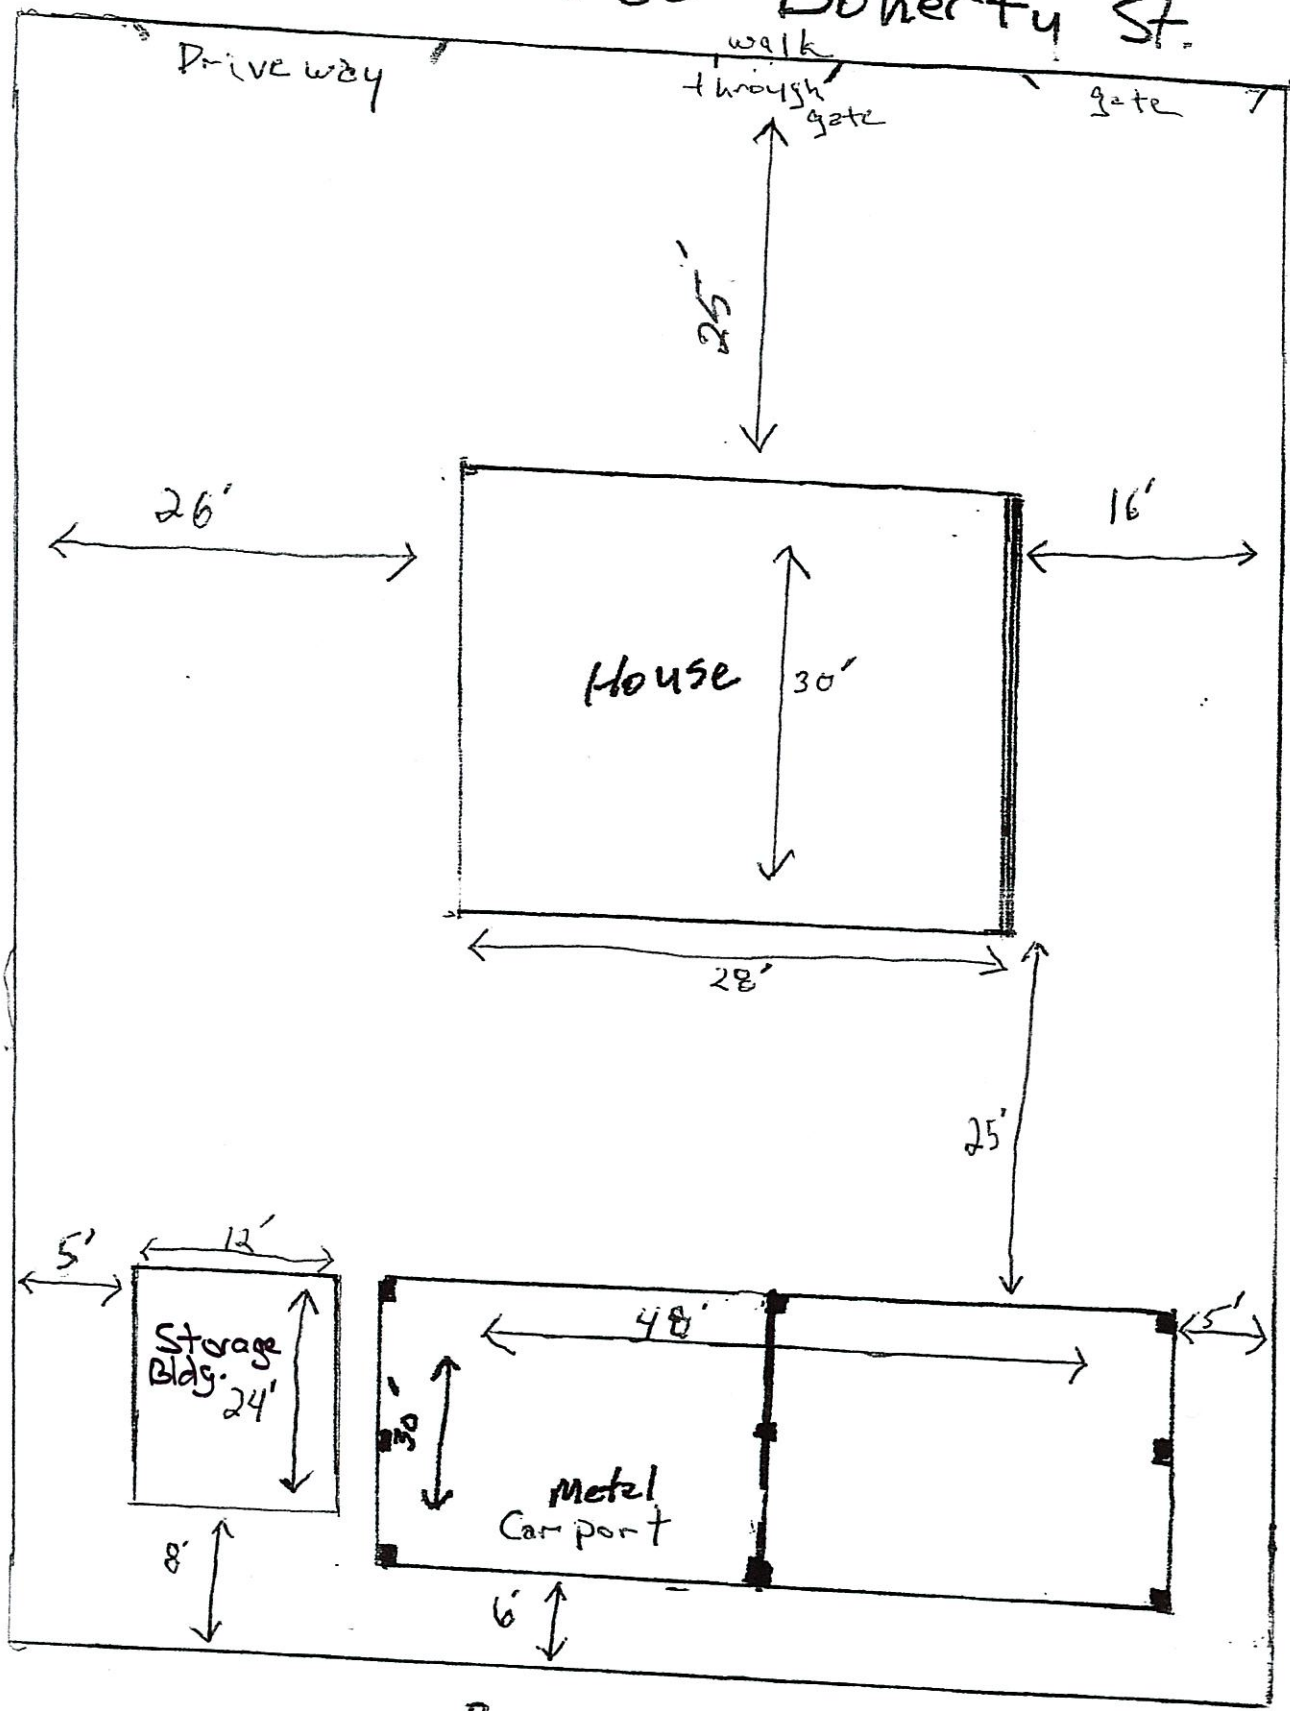 Doherty St.
Driveway
walk
through
gate
gate
25'
26'
16'
House
30'
28'
25'
5'
12'
48'
5'
Storage
Bldg.
24'
30'
Metal
Carport
8'
6'